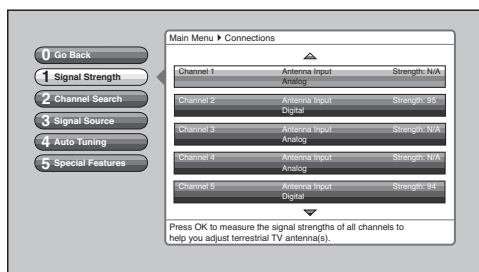 Main Menu ▸ Connections
0 Go Back
1 Signal Strength
2 Channel Search
3 Signal Source
4 Auto Tuning
5 Special Features
Channel 1 Antenna Input Strength: N/A
Analog
Channel 2 Antenna Input Strength: 95
Digital
Channel 3 Antenna Input Strength: N/A
Analog
Channel 4 Antenna Input Strength: N/A
Analog
Channel 5 Antenna Input Strength: 94
Digital
Press OK to measure the signal strengths of all channels to
help you adjust terrestrial TV antenna(s).